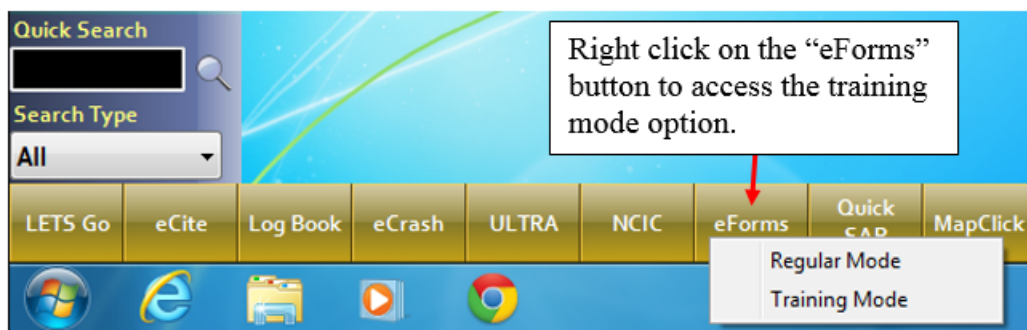 Quick Search
Search Type
All
Right click on the “eForms”
button to access the training
mode option.
LETS Go
eCite
Log Book
eCrash
ULTRA
NCIC
eForms
Quick
SAR
MapClick
Regular Mode
Training Mode